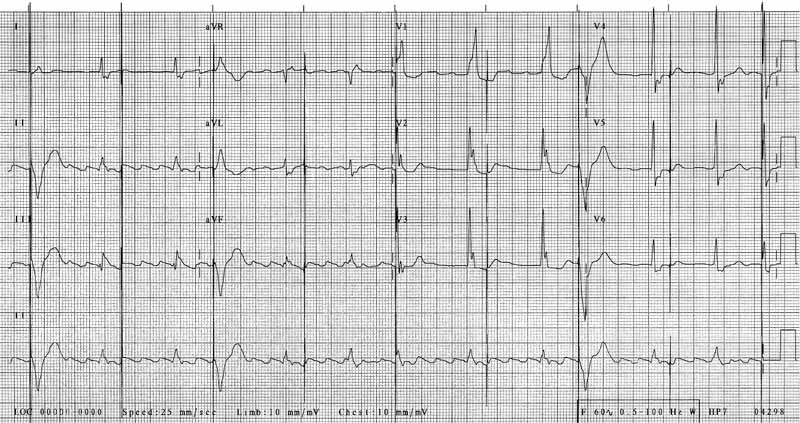 I aVR V1 V4
II aVL V2 V5
III aVF V3 V6
II
LOC 00000-0000 Speed:25 mm/sec Limb:10 mm/mV Chest:10 mm/mV F 60~ 0.5-100 Hz W HP7 04298